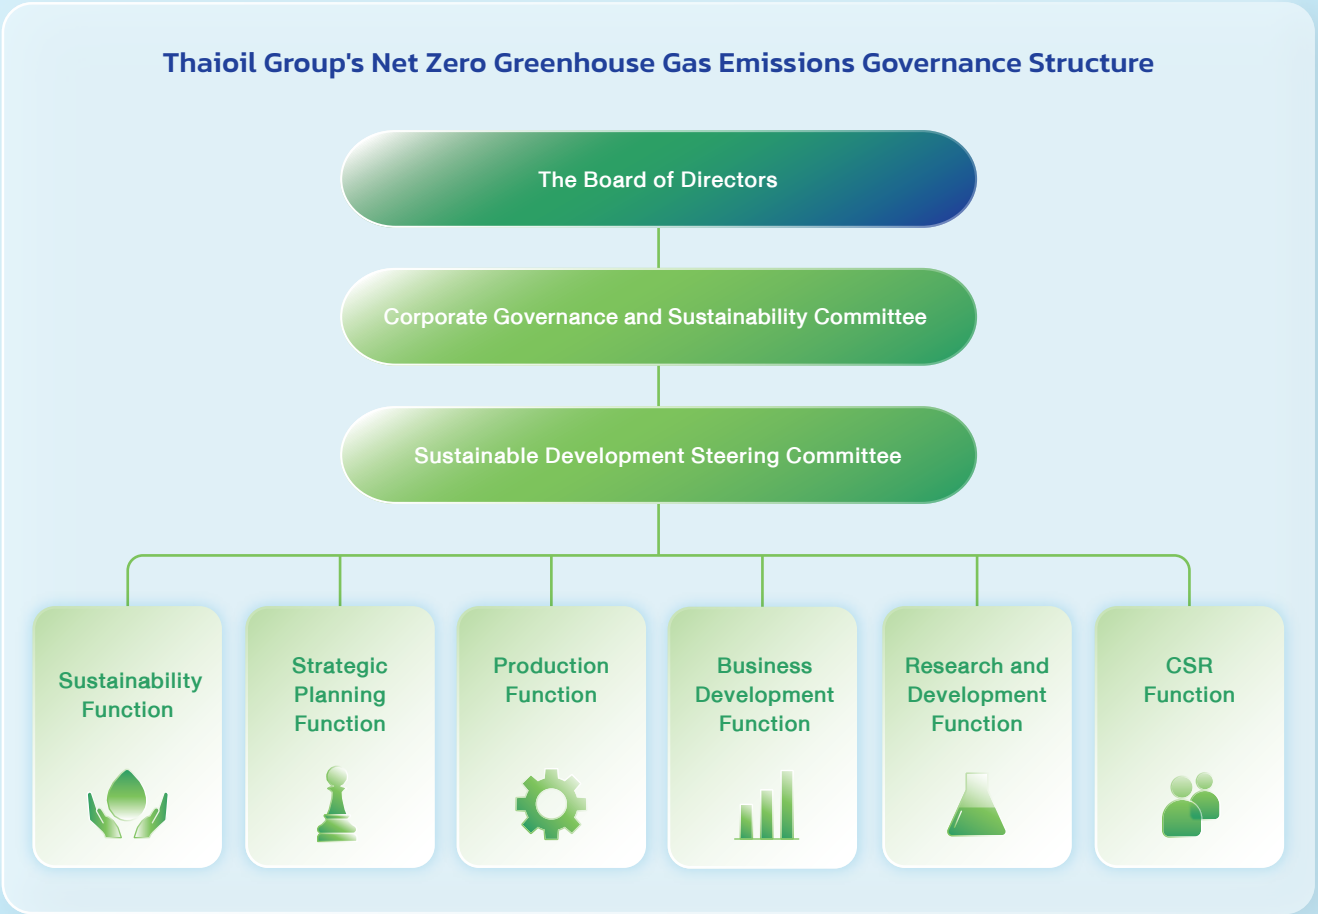 Thaioil Group's Net Zero Greenhouse Gas Emissions Governance Structure
The Board of Directors
Corporate Governance and Sustainability Committee
Sustainable Development Steering Committee
Sustainability
Function
Strategic
Planning
Function
Production
Function
Business
Development
Function
Research and
Development
Function
CSR
Function